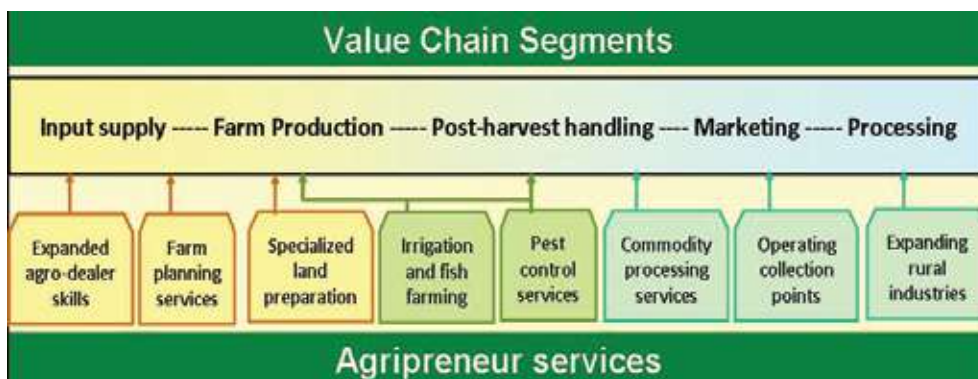 Value Chain Segments
Input supply ----- Farm Production ----- Post-harvest handling ---- Marketing ----- Processing
Expanded
agro-dealer
skills
Farm
planning
services
Specialized
land
preparation
Irrigation
and fish
farming
Pest
control
services
Commodity
processing
services
Operating
collection
points
Expanding
rural
industries
Agripreneur services